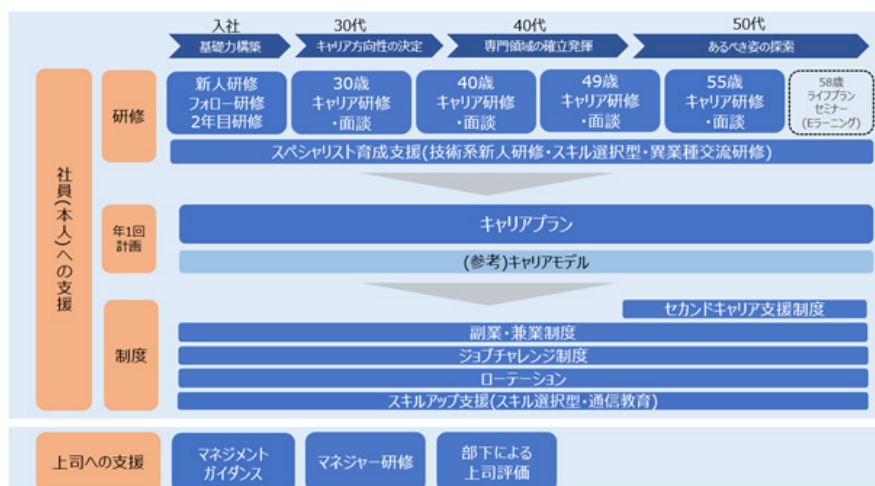 入社
30代
40代
50代
基礎力構築
キャリア方向性の決定
専門領域の確立発揮
あるべき姿の探索
社員(本人)への支援
研修
新人研修
フォロー研修
2年目研修
30歳
キャリア研修
・面談
40歳
キャリア研修
・面談
49歳
キャリア研修
・面談
55歳
キャリア研修
・面談
58歳
ライフプラン
セミナー
(Eラーニング)
スペシャリスト育成支援(技術系新人研修・スキル選択型・異業種交流研修)
年1回
計画
キャリアプラン
(参考)キャリアモデル
制度
セカンドキャリア支援制度
副業・兼業制度
ジョブチャレンジ制度
ローテーション
スキルアップ支援(スキル選択型・通信教育)
上司への支援
マネジメント
ガイダンス
マネジャー研修
部下による
上司評価